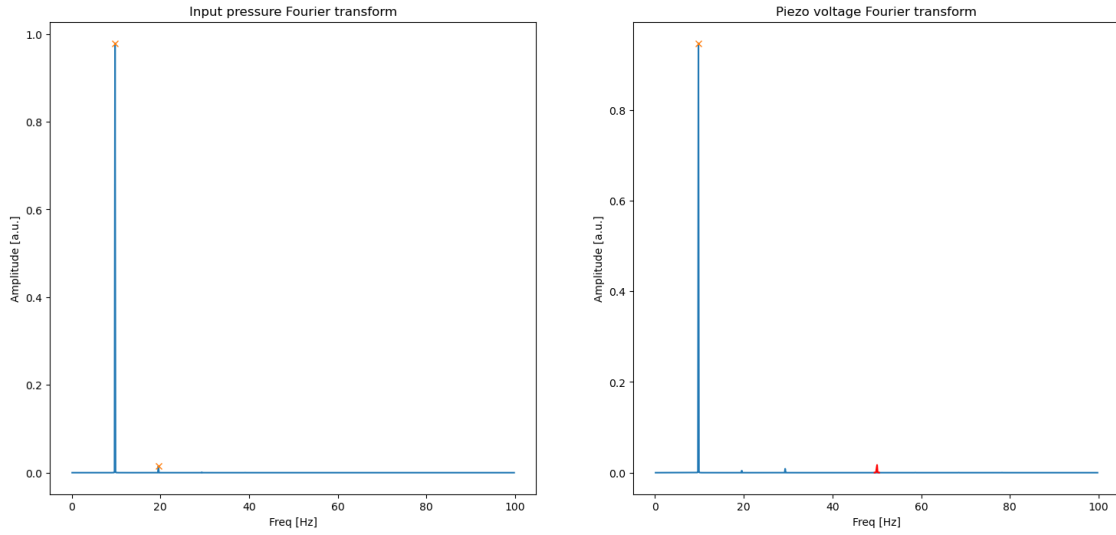 Input pressure Fourier transform
1.0
0.8
0.6
0.4
0.2
0.0
Amplitude [a.u.]
0 20 40 60 80 100
Freq [Hz]
Piezo voltage Fourier transform
0.8
0.6
0.4
0.2
0.0
Amplitude [a.u.]
0 20 40 60 80 100
Freq [Hz]